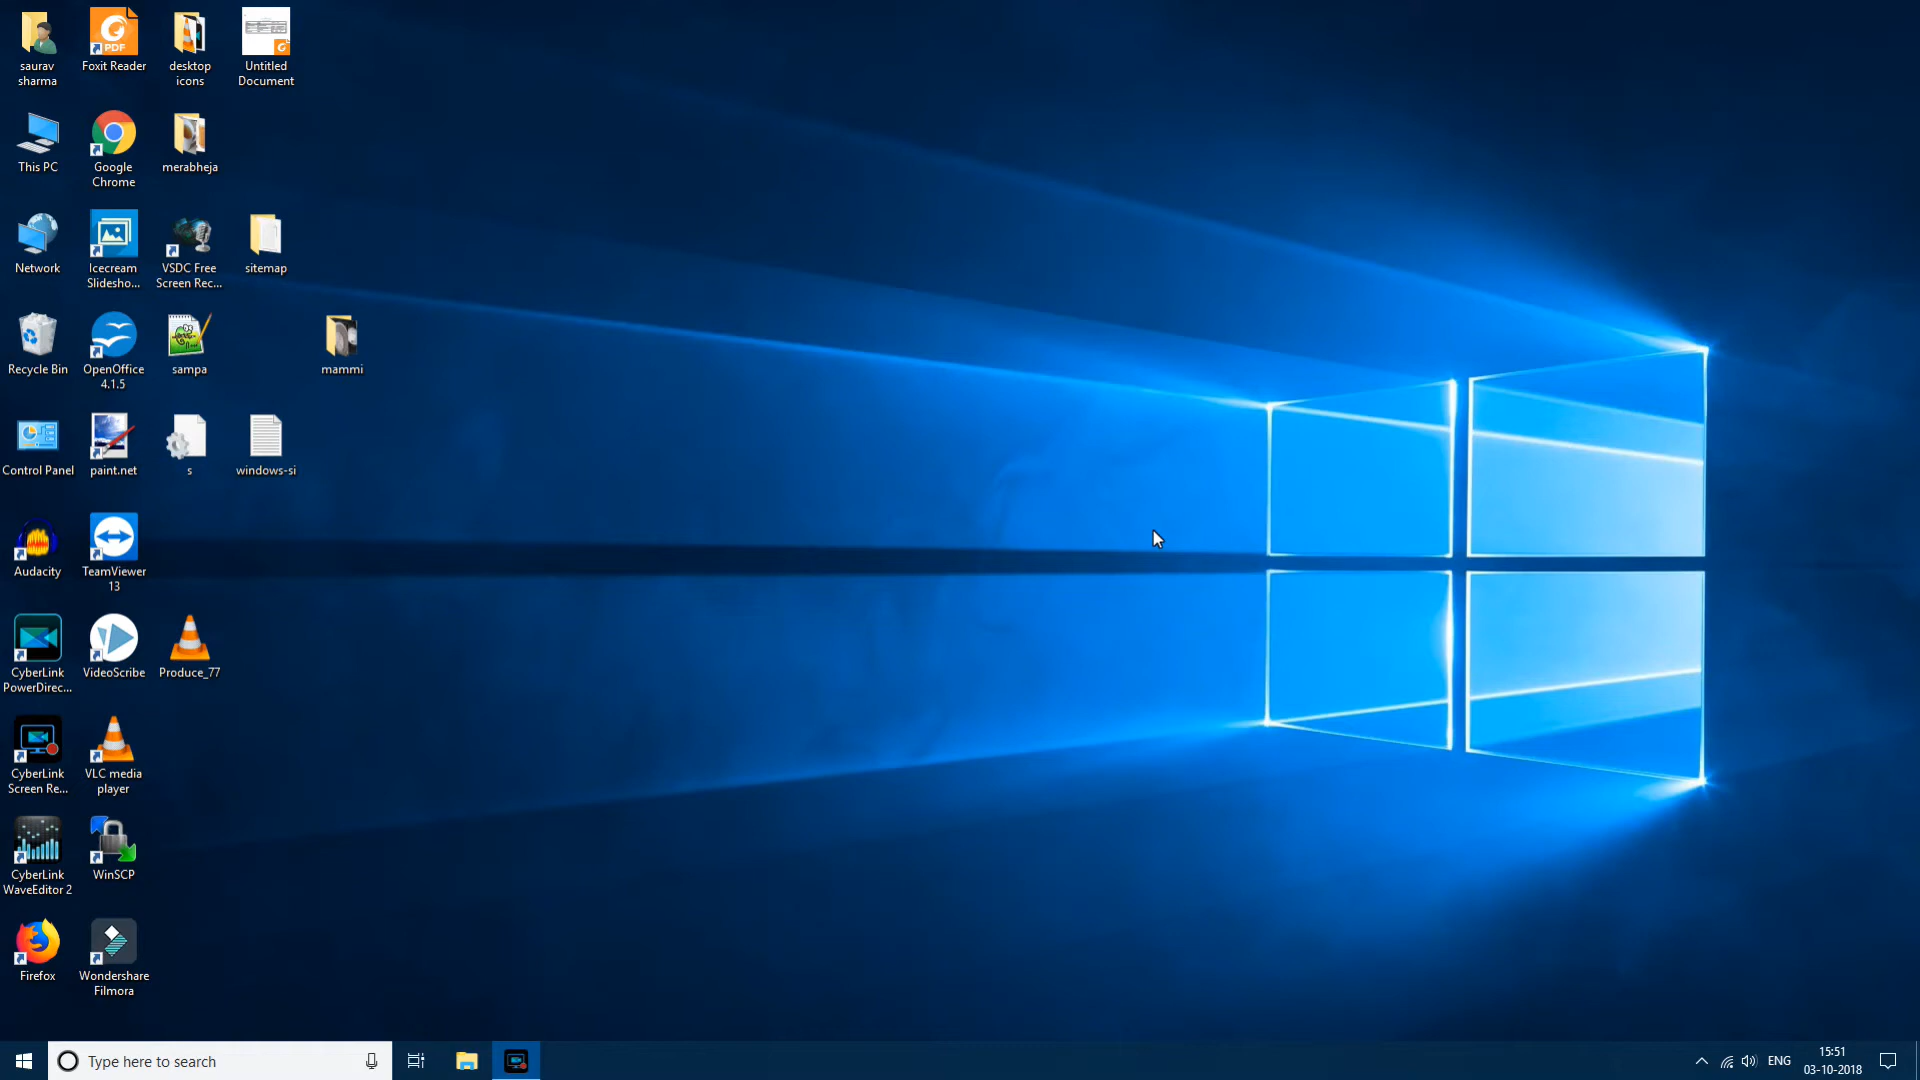 saurav
sharma
Foxit Reader
PDF
desktop
icons
Untitled
Document
This PC
Google
Chrome
merabheja
Network
Icecream
Slidesho...
VSDC Free
Screen Rec...
sitemap
Recycle Bin
OpenOffice
4.1.5
sampa
mammi
Control Panel
paint.net
s
windows-si
Audacity
TeamViewer
13
CyberLink
PowerDirec...
VideoScribe
Produce_77
CyberLink
Screen Re...
VLC media
player
CyberLink
WaveEditor 2
WinSCP
Firefox
Wondershare
Filmora
Type here to search
ENG
15:51
03-10-2018